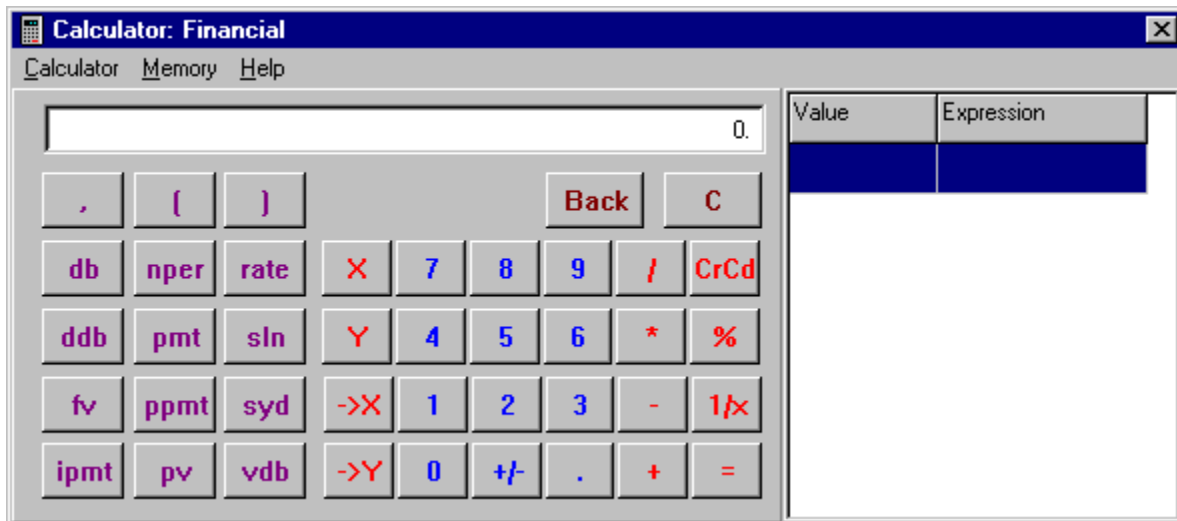 Calculator: Financial
Calculator Memory Help
0.
Value Expression
, ( ) Back C
db nper rate X 7 8 9 / CrCd
ddb pmt sln Y 4 5 6 * %
fv ppmt syd ->X 1 2 3 - 1/x
ipmt pv vdb ->Y 0 +/- . + =